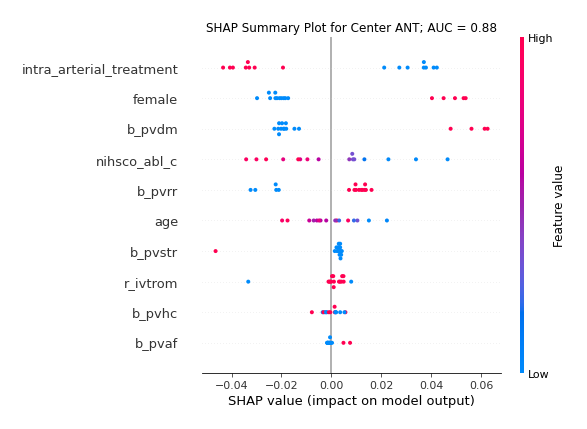 SHAP Summary Plot for Center ANT; AUC = 0.88
High
intra_arterial_treatment
female
b_pvdm
nihsco_abl_c
b_pvrr
age
b_pvstr
r_ivtrom
b_pvhc
b_pvaf
Feature value
Low
−0.04 −0.02 0.00 0.02 0.04 0.06
SHAP value (impact on model output)